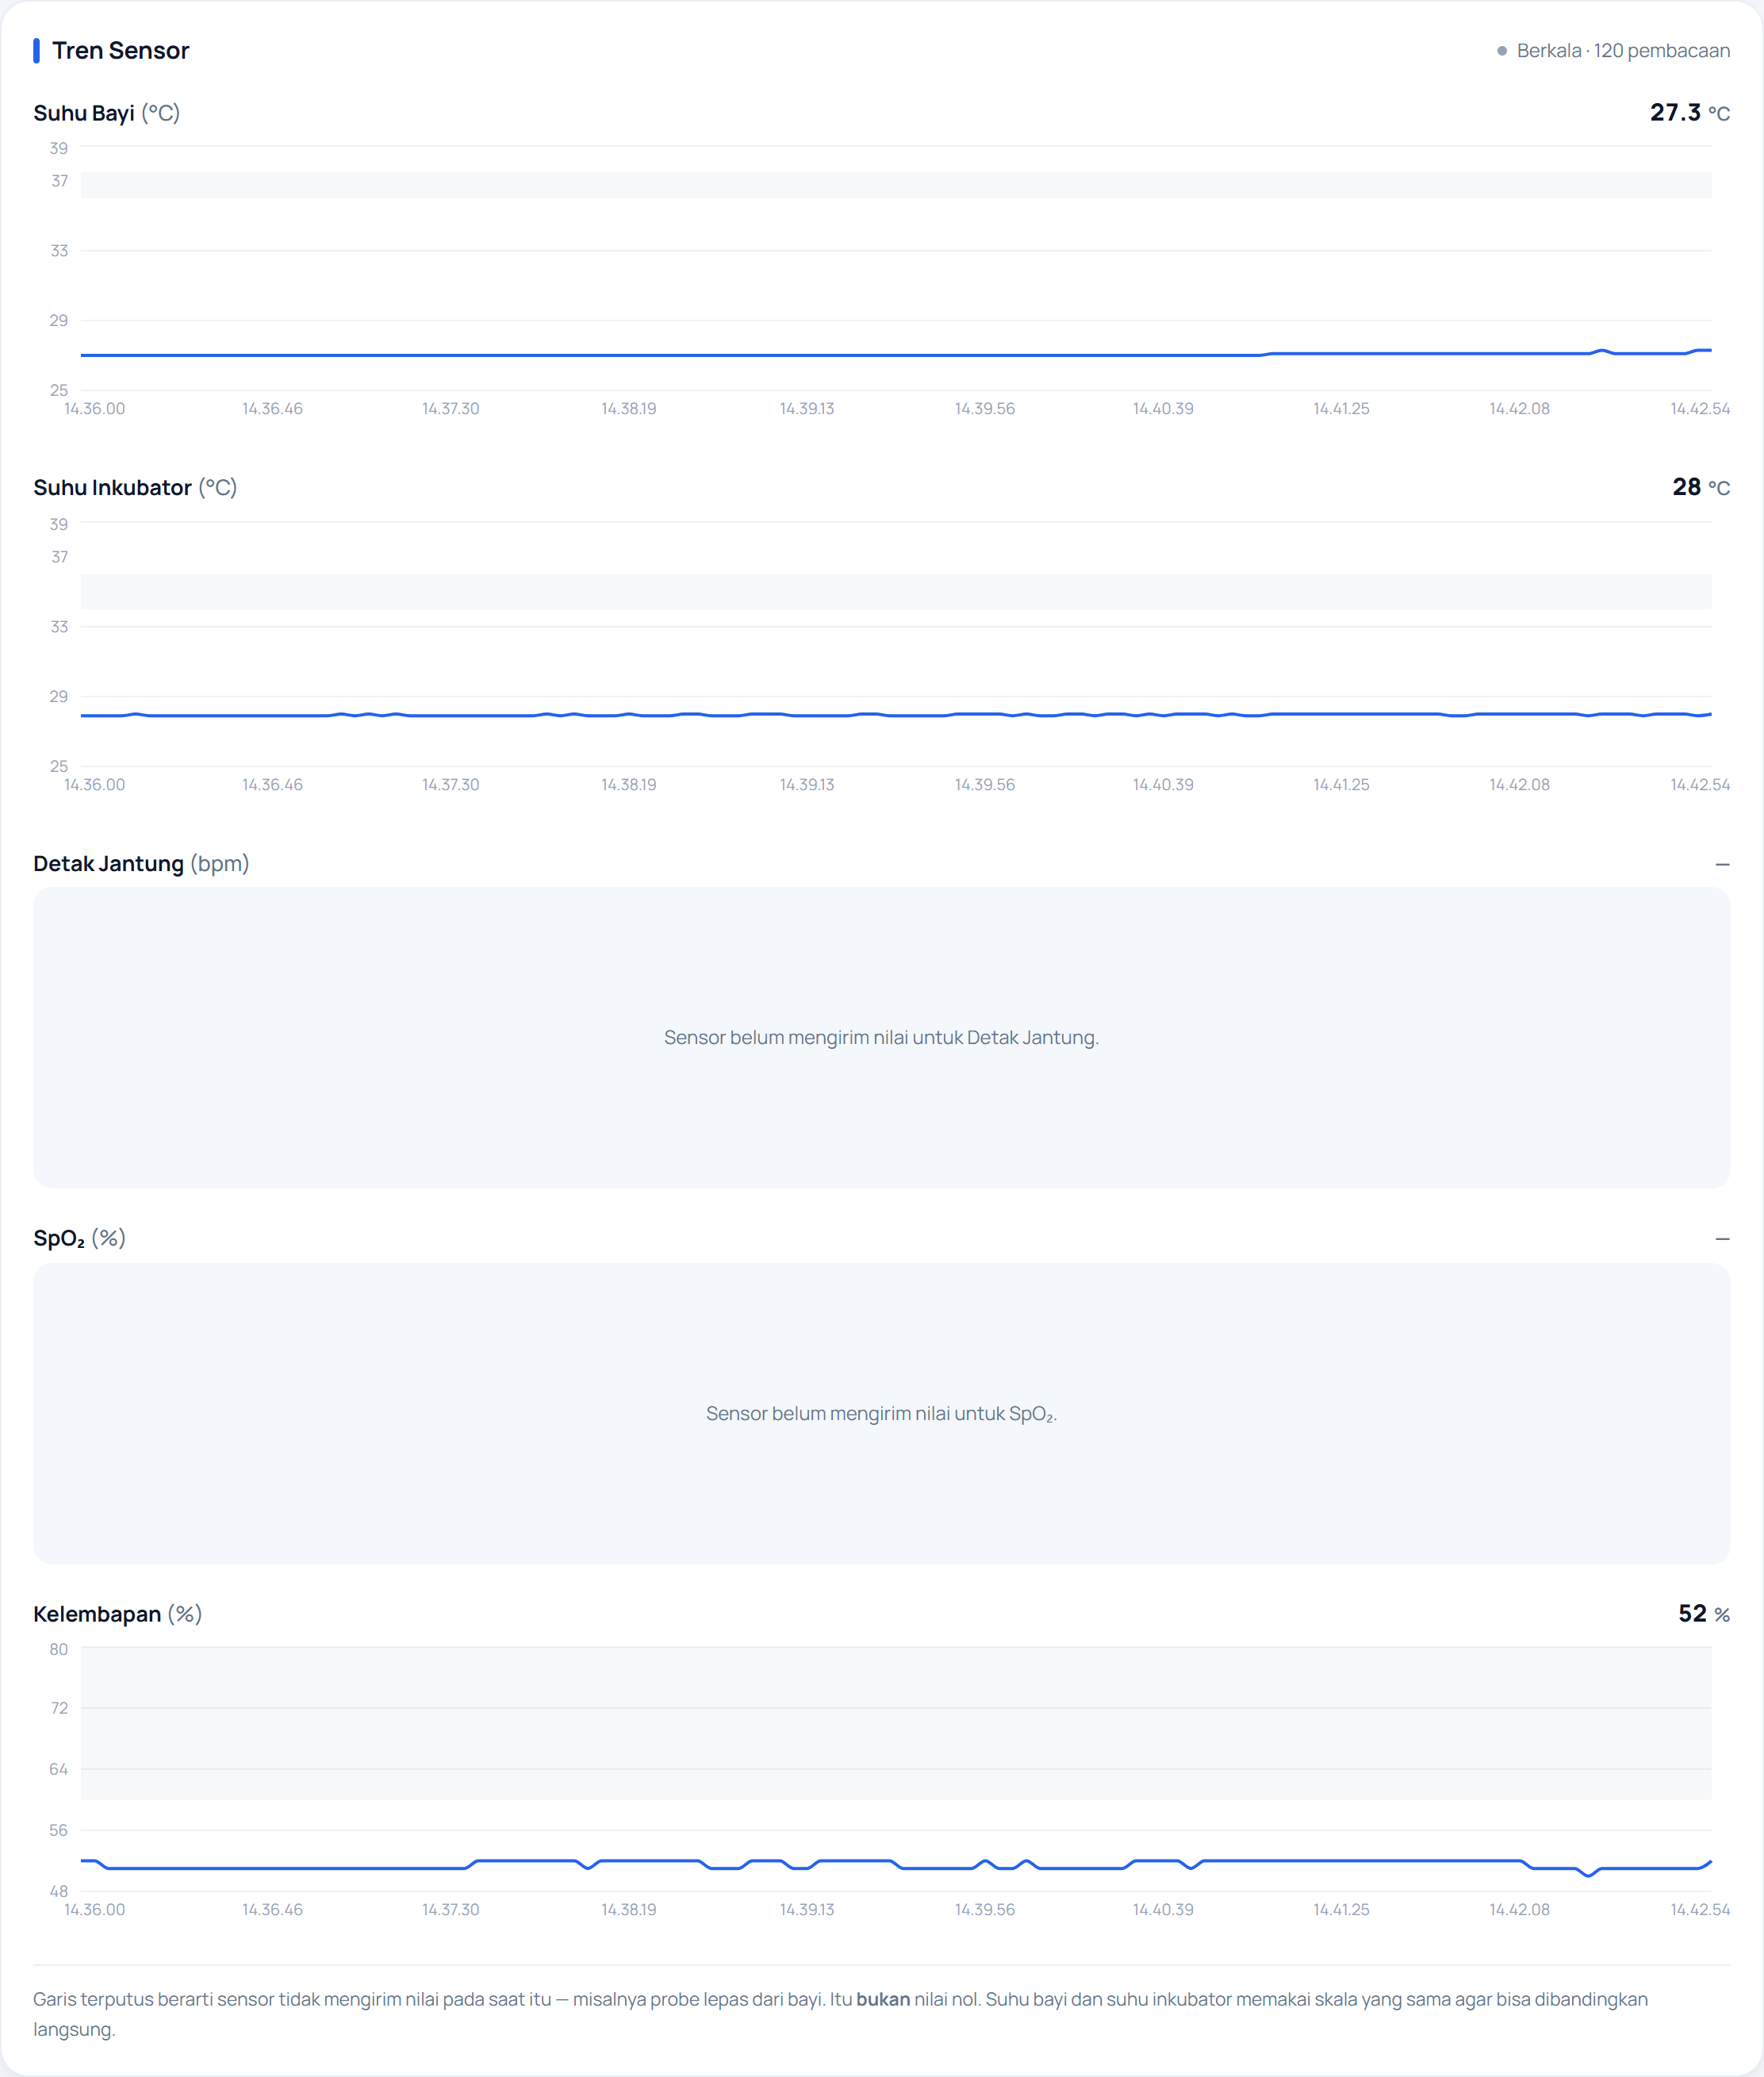 Tren Sensor
Berkala · 120 pembacaan
Suhu Bayi (°C)
27.3 °C
39
37
33
29
25
14.36.00 14.36.46 14.37.30 14.38.19 14.39.13 14.39.56 14.40.39 14.41.25 14.42.08 14.42.54
Suhu Inkubator (°C)
28 °C
39
37
33
29
25
14.36.00 14.36.46 14.37.30 14.38.19 14.39.13 14.39.56 14.40.39 14.41.25 14.42.08 14.42.54
Detak Jantung (bpm)
—
Sensor belum mengirim nilai untuk Detak Jantung.
SpO₂ (%)
—
Sensor belum mengirim nilai untuk SpO₂.
Kelembapan (%)
52 %
80
72
64
56
48
14.36.00 14.36.46 14.37.30 14.38.19 14.39.13 14.39.56 14.40.39 14.41.25 14.42.08 14.42.54
Garis terputus berarti sensor tidak mengirim nilai pada saat itu — misalnya probe lepas dari bayi. Itu bukan nilai nol. Suhu bayi dan suhu inkubator memakai skala yang sama agar bisa dibandingkan
langsung.